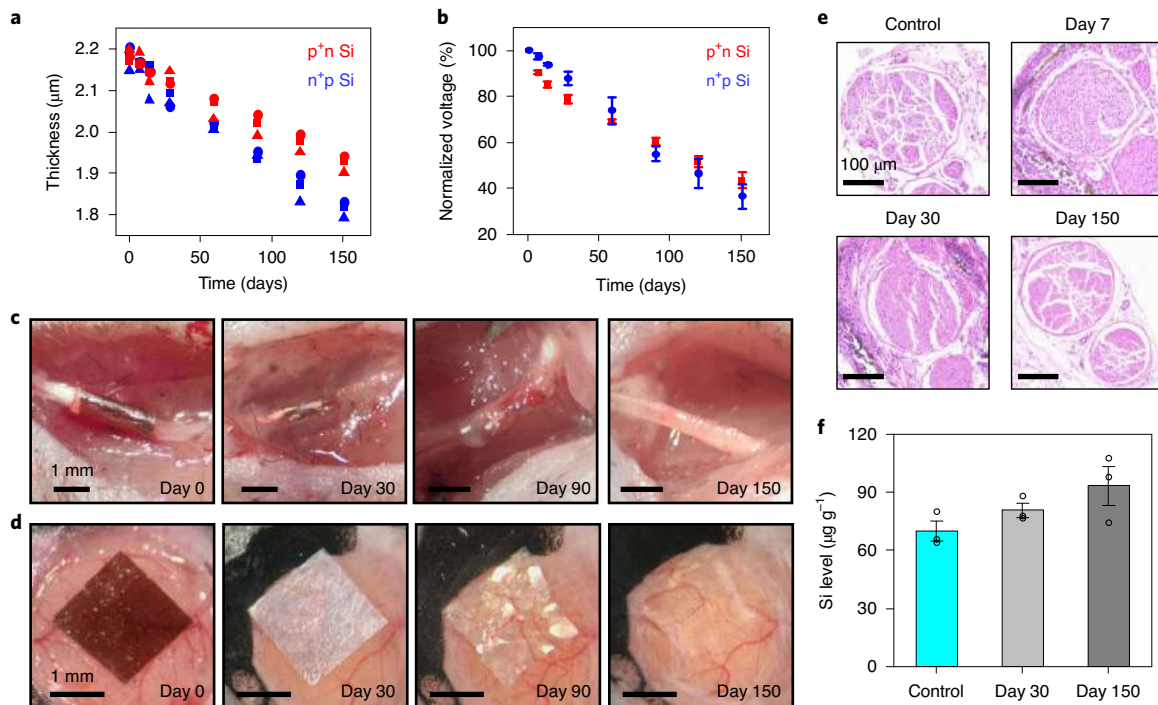 a
2.2
2.1
2.0
1.9
1.8
Thickness (μm)
p⁺n Si
n⁺p Si
0 50 100 150
Time (days)
b
100
80
60
40
20
Normalized voltage (%)
p⁺n Si
n⁺p Si
0 50 100 150
Time (days)
c
1 mm
Day 0
Day 30
Day 90
Day 150
d
1 mm
Day 0
Day 30
Day 90
Day 150
e
Control
Day 7
100 μm
Day 30
Day 150
f
120
90
60
30
0
Si level (μg g⁻¹)
Control Day 30 Day 150